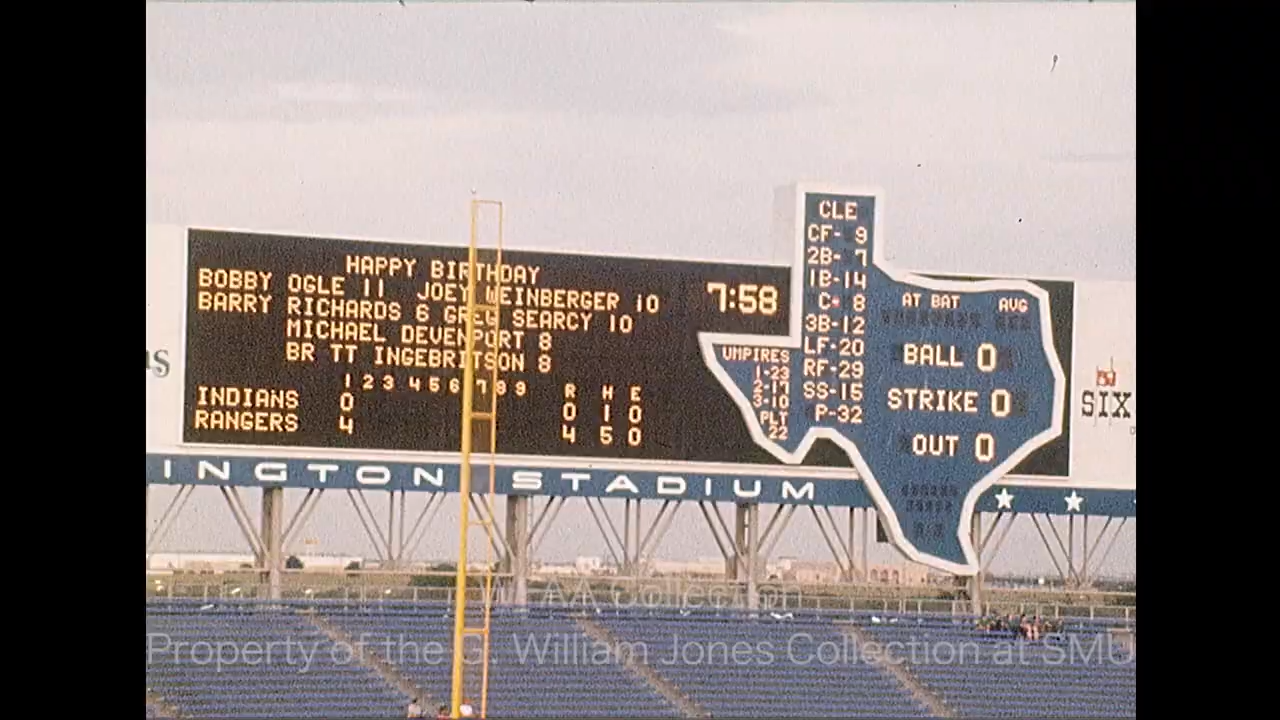 HAPPY BIRTHDAY
BOBBY OGLE 11 JOEY WEINBERGER 10
BARRY RICHARDS 6 GREG SEARCY 10
MICHAEL DEVENPORT 8
BR TT INGEBRITSON 8
7:58
1 2 3 4 5 6 7 8 9 R H E
INDIANS 0 0 1 0
RANGERS 4 4 5 0
UMPIRES
1-23
2-17
3-10
PLT
22
CLE
CF- 9
2B- 7
1B-14
C- 8
3B-12
LF-20
RF-29
SS-15
P-32
AT BAT AVG
BALL 0
STRIKE 0
OUT 0
SIX
INGTON STADIUM
Collection
Property of the G. William Jones Collection at SMU